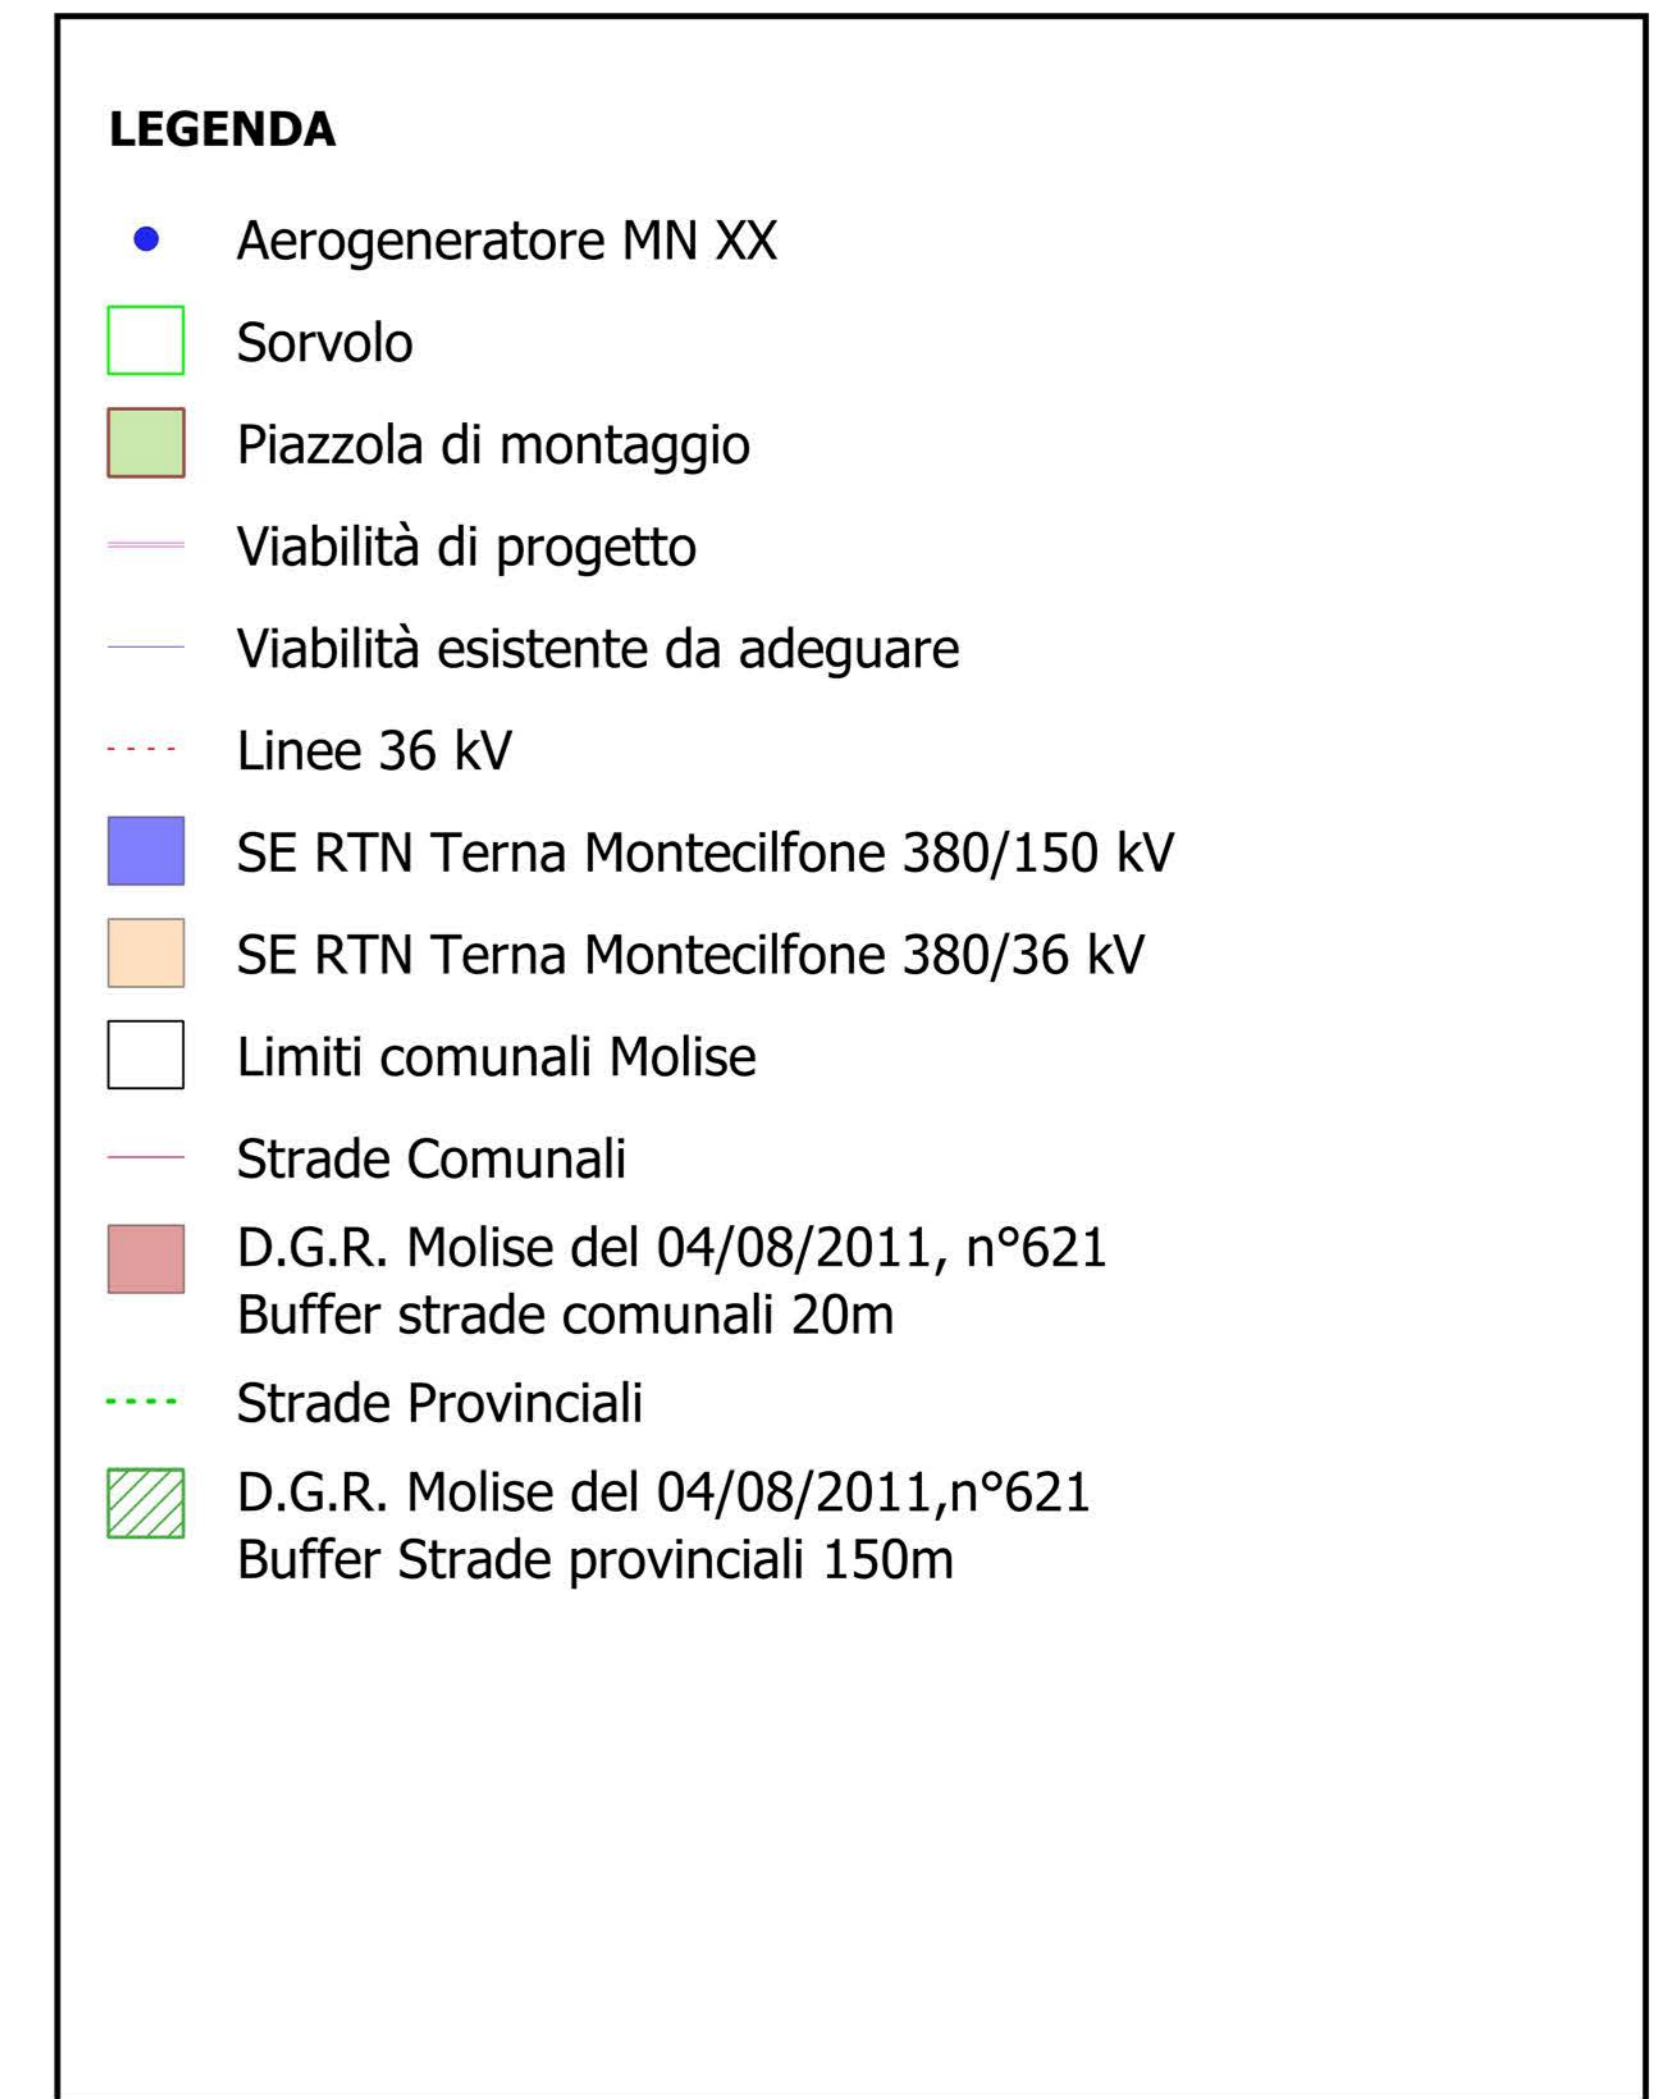 LEGENDA
Aerogeneratore MN XX
Sorvolo
Piazzola di montaggio
Viabilità di progetto
Viabilità esistente da adeguare
Linee 36 kV
SE RTN Terna Montecilfone 380/150 kV
SE RTN Terna Montecilfone 380/36 kV
Limiti comunali Molise
Strade Comunali
D.G.R. Molise del 04/08/2011, n°621
Buffer strade comunali 20m
Strade Provinciali
D.G.R. Molise del 04/08/2011,n°621
Buffer Strade provinciali 150m